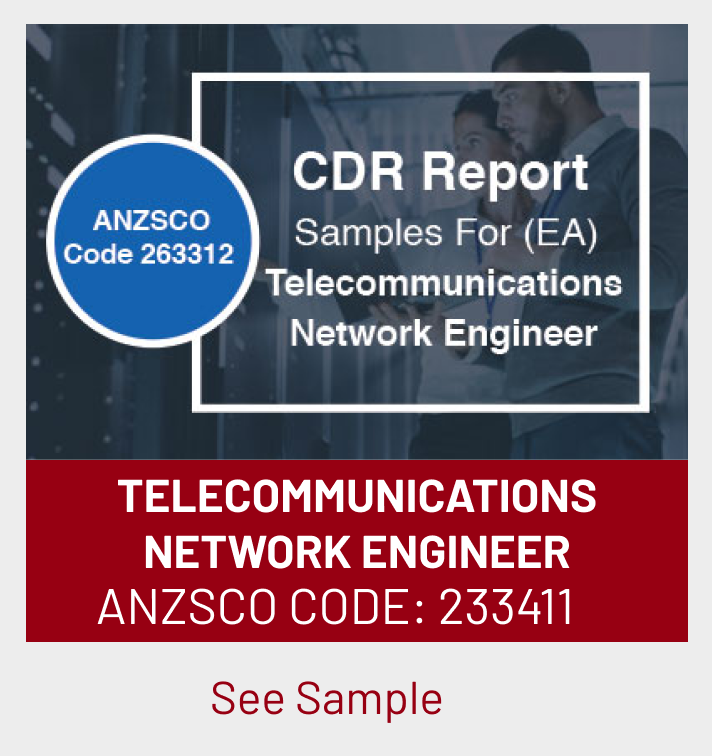 ANZSCO
Code 263312
CDR Report
Samples For (EA)
Telecommunications
Network Engineer
TELECOMMUNICATIONS
NETWORK ENGINEER
ANZSCO CODE: 233411
See Sample